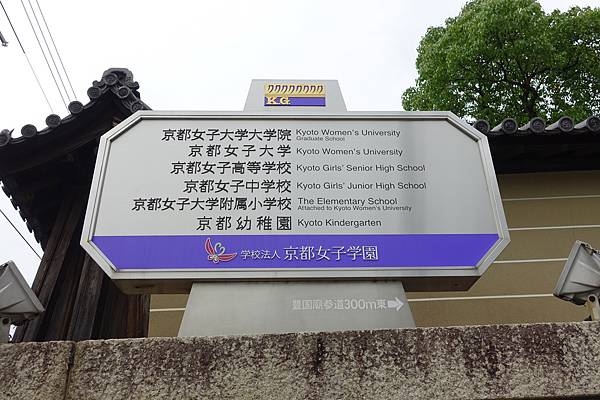 KG
京都女子大学大学院 Kyoto Women's University
Graduate School
京都女子大学 Kyoto Women's University
京都女子高等学校 Kyoto Girls' Senior High School
京都女子中学校 Kyoto Girls' Junior High School
京都女子大学附属小学校 The Elementary School
Attached to Kyoto Women's University
京都幼稚園 Kyoto Kindergarten
学校法人 京都女子学園
豊国廟参道300m東